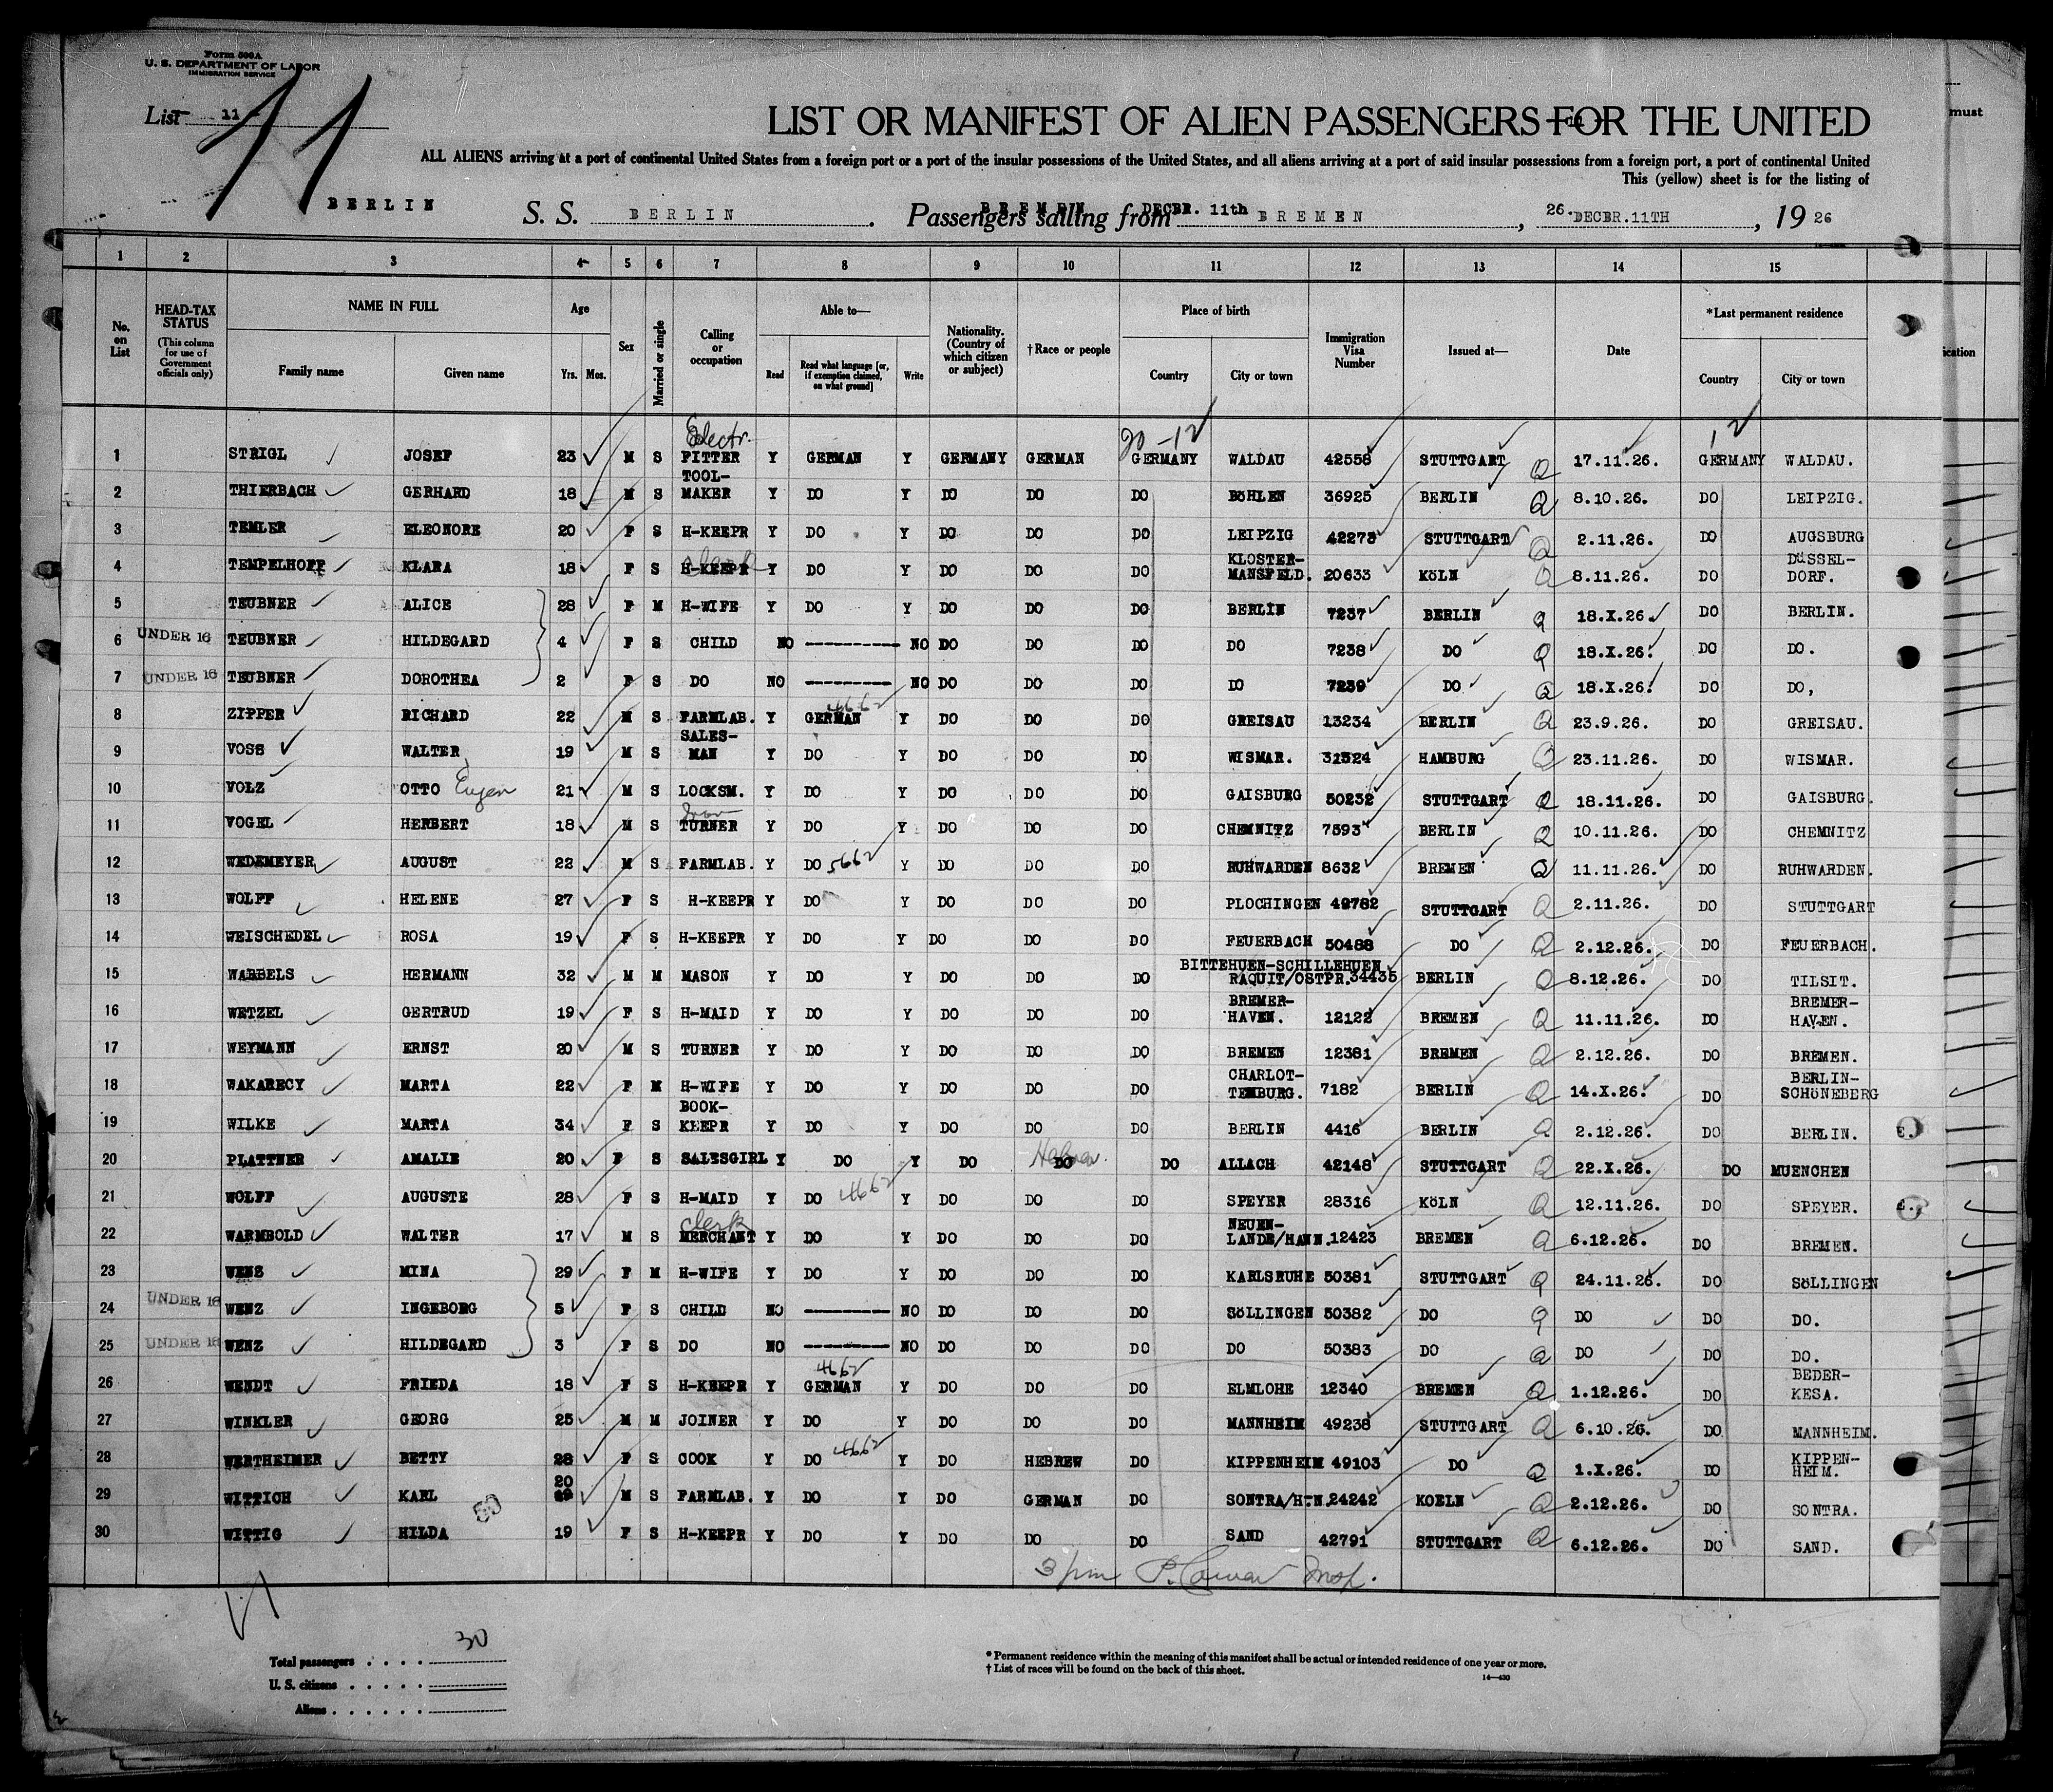 Form 500A
U. S. DEPARTMENT OF LABOR
IMMIGRATION SERVICE
List 11
11
LIST OR MANIFEST OF ALIEN PASSENGERS FOR THE UNITED
must
ALL ALIENS arriving at a port of continental United States from a foreign port or a port of the insular possessions of the United States, and all aliens arriving at a port of said insular possessions from a foreign port, a port of continental United
This (yellow) sheet is for the listing of
BERLIN BREMEN DECBR. 11th 26.
S. S. BERLIN. Passengers sailing from BREMEN, DECBR.11TH, 1926
1 2 3 4 5 6 7 8 9 10 11 12 13 14 15
No. on List
HEAD-TAX STATUS (This column for use of Government officials only)
NAME IN FULL
Family name Given name
Age
Yrs. Mos.
Sex
Married or single
Calling or occupation
Able to—
Read Read what language [or, if exemption claimed, on what ground] Write
Nationality. (Country of which citizen or subject)
†Race or people
Place of birth
Country City or town
Immigration Visa Number
Issued at—
Date
*Last permanent residence
Country City or town
ication
20 -12
12
1 STRIGL JOSEF 23 M S Electr. FITTER Y GERMAN Y GERMANY GERMAN GERMANY WALDAU 42558 STUTTGART Q 17.11.26. GERMANY WALDAU.
2 THIERBACH GERHARD 18 M S TOOL-MAKER Y DO Y DO DO DO BöHLEN 36925 BERLIN Q 8.10.26. DO LEIPZIG.
3 TEMLER ELEONORE 20 F S H-KEEPR Y DO Y DO DO DO LEIPZIG 42273 STUTTGART Q 2.11.26. DO AUGSBURG
4 TEMPELHOFF KLARA 18 F S H-KEEPR clerk Y DO Y DO DO DO KLOSTER-MANSFELD. 20633 KöLN Q 8.11.26. DO DüSSEL-DORF.
5 TEUBNER ALICE 28 F M H-WIFE Y DO Y DO DO DO BERLIN 7237 BERLIN Q 18.X.26. DO BERLIN.
UNDER 16 6 TEUBNER HILDEGARD 4 F S CHILD NO ---------- NO DO DO DO DO 7238 DO Q 18.X.26. DO DO.
UNDER 16 7 TEUBNER DOROTHEA 2 F S DO NO --------- NO DO DO DO DO 7239 DO Q 18.X.26. DO DO,
8 ZIPPER RICHARD 22 M S FARMLAB. Y GERMAN 4662 Y DO DO DO GREISAU 13234 BERLIN Q 23.9.26. DO GREISAU.
9 VOSS WALTER 19 M S SALES-MAN Y DO Y DO DO DO WISMAR. 31524 HAMBURG Q 23.11.26. DO WISMAR.
10 VOLZ OTTO Eugen 21 M S LOCKSM. Y DO Y DO DO DO GAISBURG 50232 STUTTGART Q 18.11.26. DO GAISBURG.
11 VOGEL HERBERT 18 M S Iron TURNER Y DO Y DO DO DO CHEMNITZ 7593 BERLIN Q 10.11.26. DO CHEMNITZ
12 WEDEMEYER AUGUST 22 M S FARMLAB. Y DO 5662 Y DO DO DO RUHWARDEN 8632 BREMEN Q 11.11.26. DO RUHWARDEN.
13 WOLFF HELENE 27 F S H-KEEPR Y DO Y DO DO DO PLOCHINGEN 49782 STUTTGART Q 2.11.26. DO STUTTGART
14 WEISCHEDEL ROSA 19 F S H-KEEPR Y DO Y DO DO DO FEUERBACH 50488 DO Q 2.12.26. DO FEUERBACH.
15 WABBELS HERMANN 32 M M MASON Y DO Y DO DO DO BITTEHUEN-SCHILLEHUEN RAQUIT/OSTPR. 34435 BERLIN Q 8.12.26. DO TILSIT.
16 WETZEL GERTRUD 19 F S H-MAID Y DO Y DO DO DO BREMER-HAVEN. 12122 BREMEN Q 11.11.26. DO BREMER-HAVEN.
17 WEYMANN ERNST 20 M S TURNER Y DO Y DO DO DO BREMEN 12381 BREMEN Q 2.12.26. DO BREMEN.
18 WAKARECY MARTA 22 F M H-WIFE Y DO Y DO DO DO CHARLOT-TENBURG. 7182 BERLIN Q 14.X.26. DO BERLIN-SCHöNEBERG
19 WILKE MARTA 34 F S BOOK-KEEPR Y DO Y DO DO DO BERLIN 4416 BERLIN Q 2.12.26. DO BERLIN.
20 PLATTNER AMALIE 20 F S SALESGIRL Y DO Y DO DO Hebrew. DO ALLACH 42148 STUTTGART Q 22.X.26. DO MUENCHEN
21 WOLFF AUGUSTE 28 F S H-MAID Y DO 4662 Y DO DO DO SPEYER 28316 KöLN Q 12.11.26. DO SPEYER.
22 WARMBOLD WALTER 17 M S clerk MERCHANT Y DO Y DO DO DO NEUEN-LANDE/HANN. 12423 BREMEN Q 6.12.26. DO BREMEN.
23 WENZ MINA 29 F M H-WIFE Y DO Y DO DO DO KARLSRUHE 50381 STUTTGART Q 24.11.26. DO SöLLINGEN
UNDER 16 24 WENZ INGEBORG 5 F S CHILD NO --------- NO DO DO DO SöLLINGEN 50382 DO Q DO DO DO.
UNDER 16 25 WENZ HILDEGARD 3 F S DO NO --------- NO DO DO DO DO 50383 DO Q DO DO DO.
26 WENDT FRIEDA 18 F S H-KEEPR Y GERMAN 4662 Y DO DO DO ELMLOHE 12340 BREMEN Q 1.12.26. DO BEDER-KESA.
27 WINKLER GEORG 25 M M JOINER Y DO Y DO DO DO MANNHEIM 49238 STUTTGART Q 6.10.26. DO MANNHEIM.
28 WERTHEIMER BETTY 28 F S COOK Y DO 4662 Y DO HEBREW DO KIPPENHEIM 49103 DO Q 1.X.26. DO KIPPEN-HEIM.
29 WITTICH KARL 50 20 19 M S FARMLAB. Y DO Y DO GERMAN DO SONTRA/H.N. 24242 KOELN Q 2.12.26. DO SONTRA.
30 WITTIG HILDA 19 F S H-KEEPR Y DO Y DO DO DO SAND 42791 STUTTGART Q 6.12.26. DO SAND.
3 pm Insp.
Total passengers . . . . 30
U. S. citizens . . . . .
Aliens . . . . . .
* Permanent residence within the meaning of this manifest shall be actual or intended residence of one year or more.
† List of races will be found on the back of this sheet.
14—430